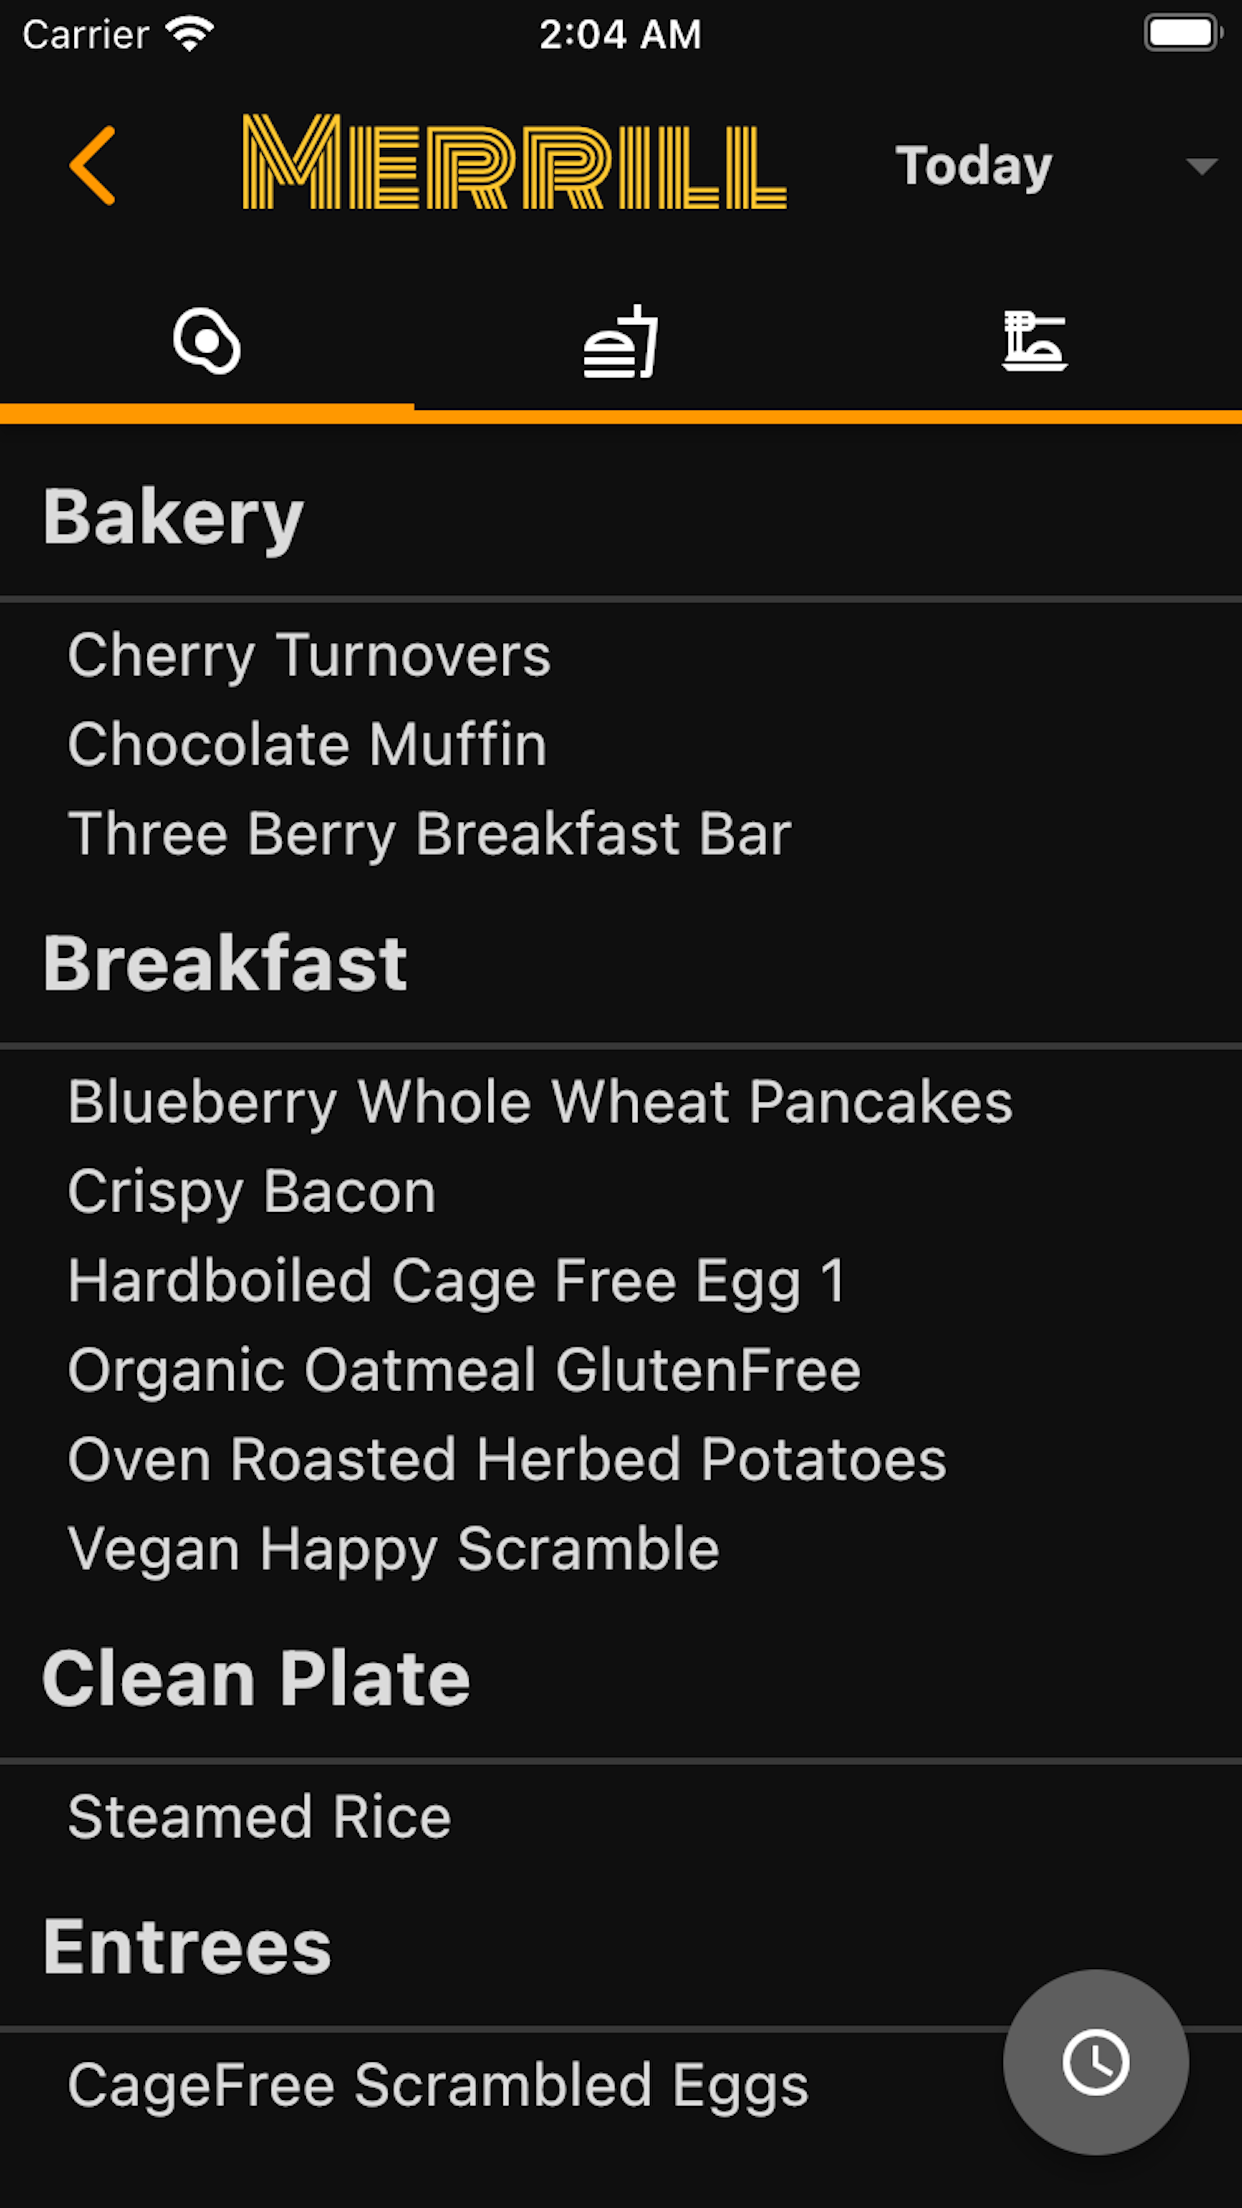 Carrier 2:04 AM
MERRILL Today
Bakery
Cherry Turnovers
Chocolate Muffin
Three Berry Breakfast Bar
Breakfast
Blueberry Whole Wheat Pancakes
Crispy Bacon
Hardboiled Cage Free Egg 1
Organic Oatmeal GlutenFree
Oven Roasted Herbed Potatoes
Vegan Happy Scramble
Clean Plate
Steamed Rice
Entrees
CageFree Scrambled Eggs